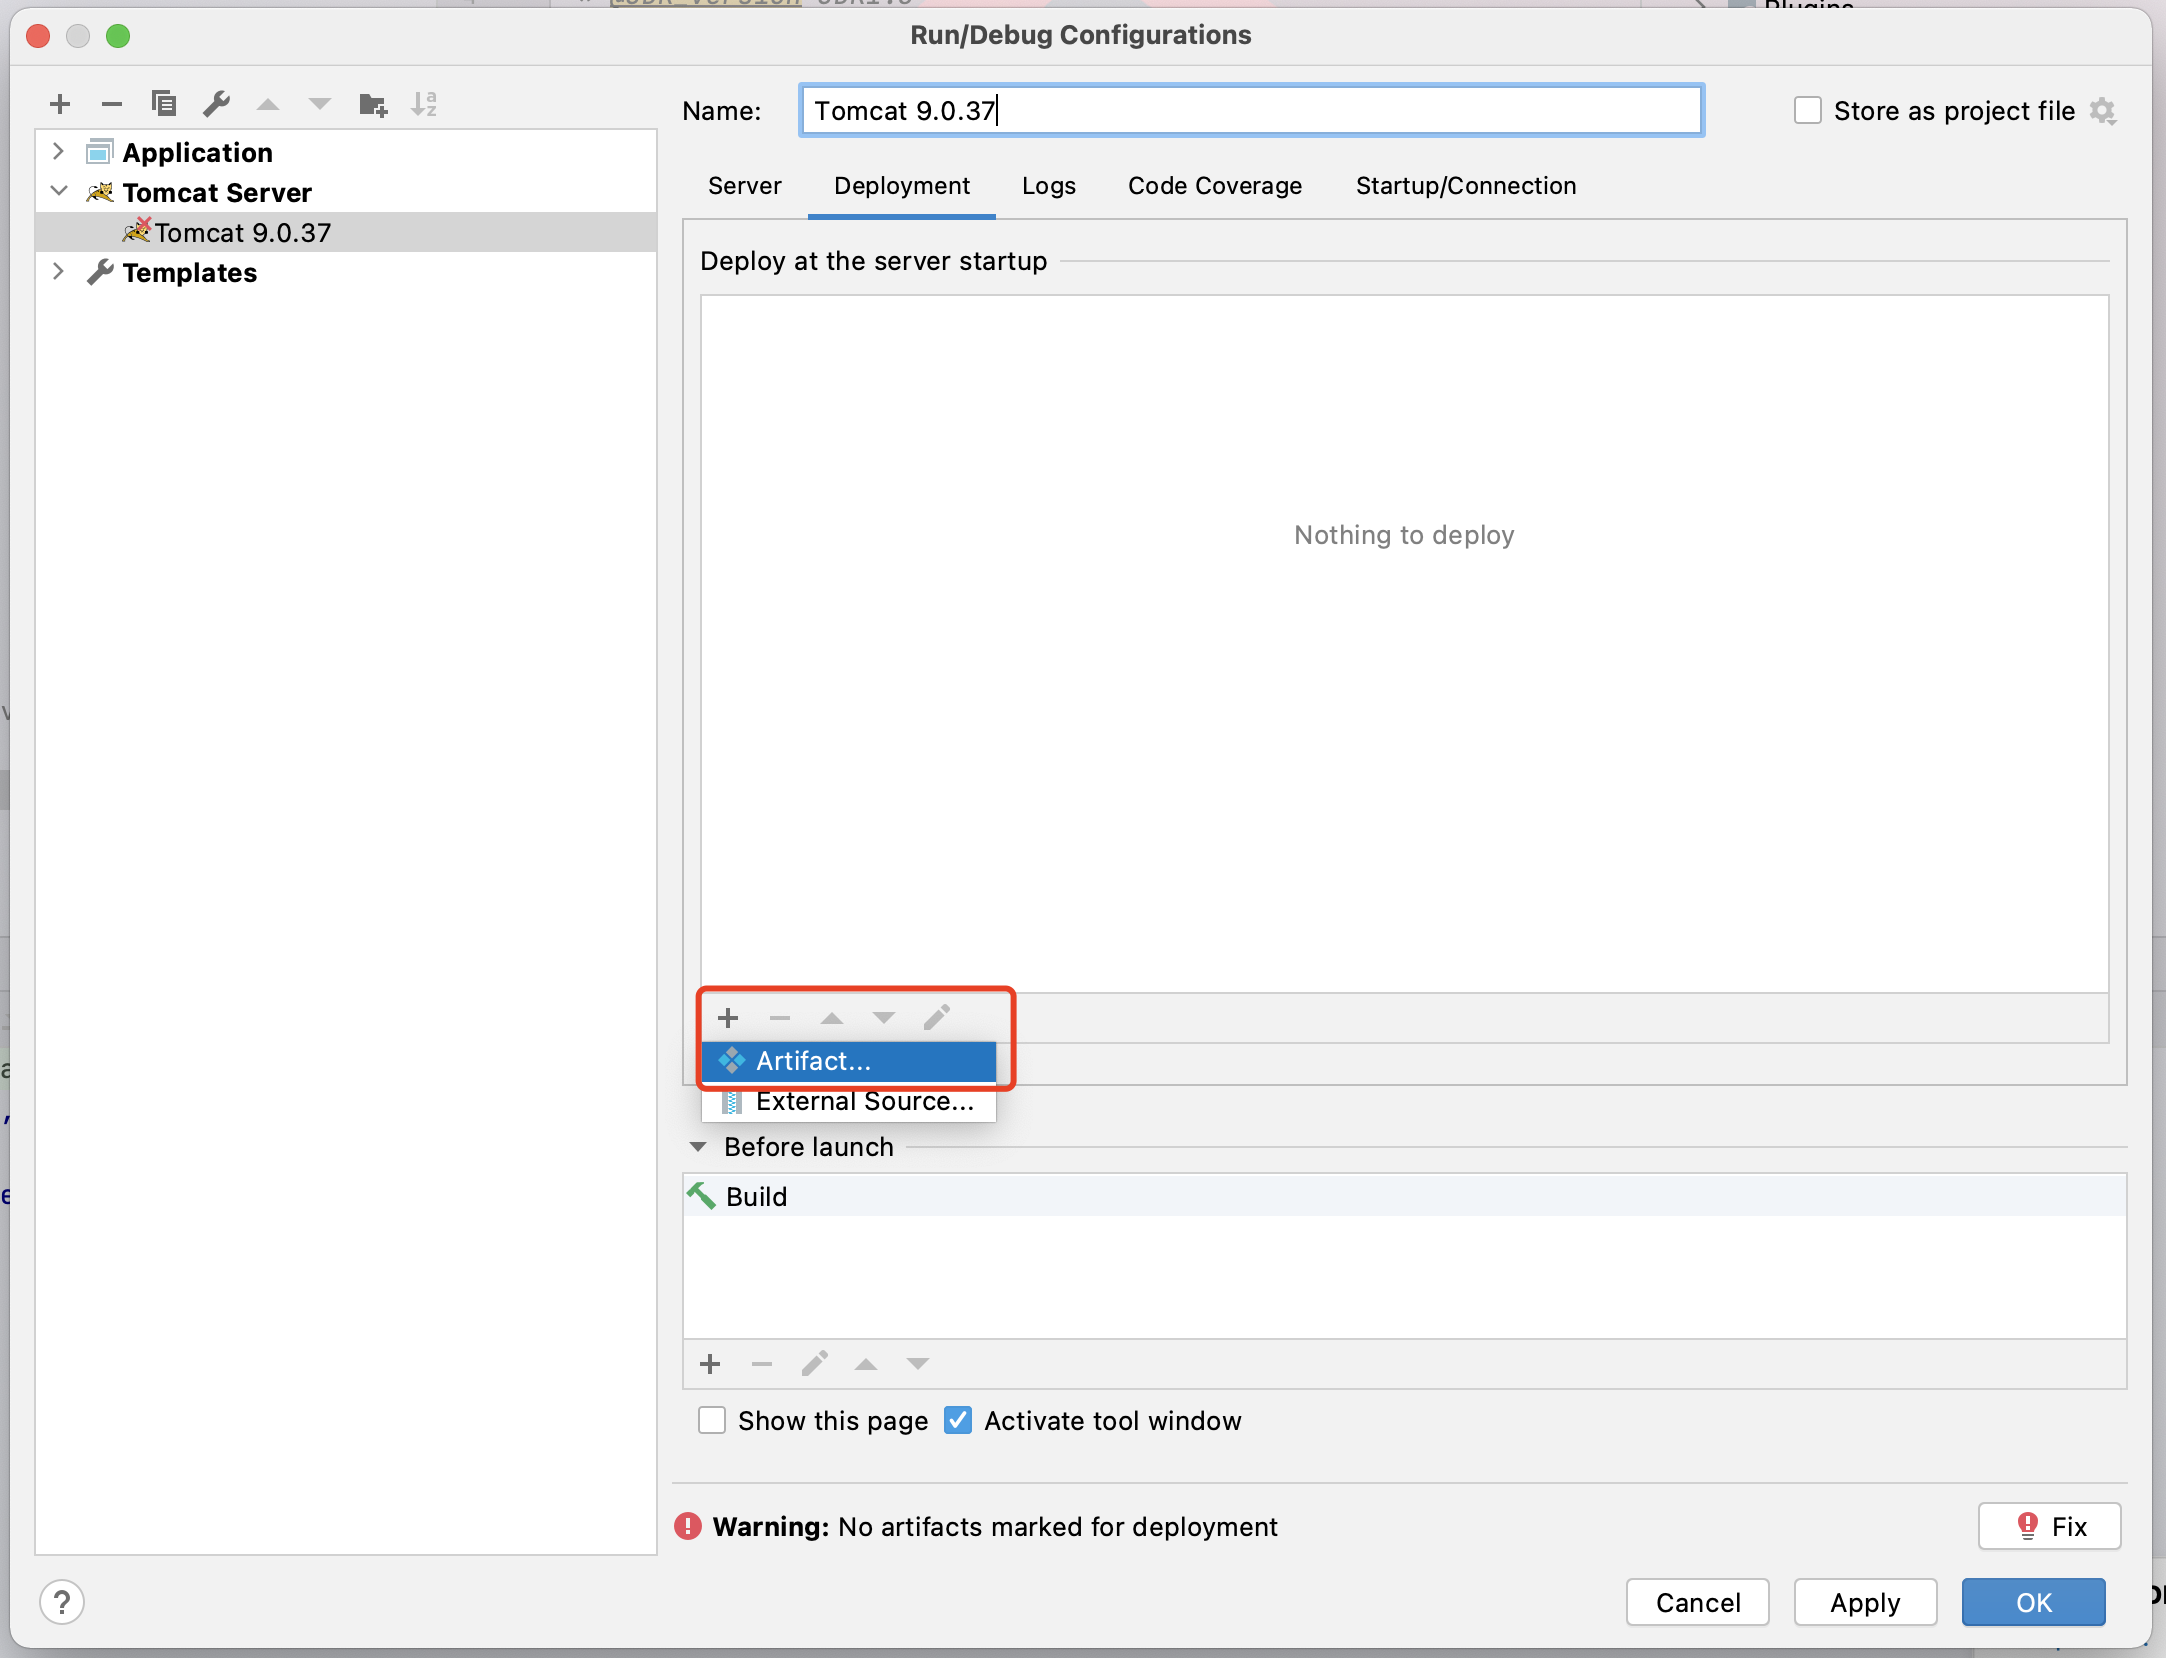 Plugins
Run/Debug Configurations
Name: Tomcat 9.0.37 Store as project file
Application
Tomcat Server
Tomcat 9.0.37
Templates
Server Deployment Logs Code Coverage Startup/Connection
Deploy at the server startup
Nothing to deploy
Artifact...
External Source...
Before launch
Build
Show this page Activate tool window
Warning: No artifacts marked for deployment
Fix
?
Cancel Apply OK